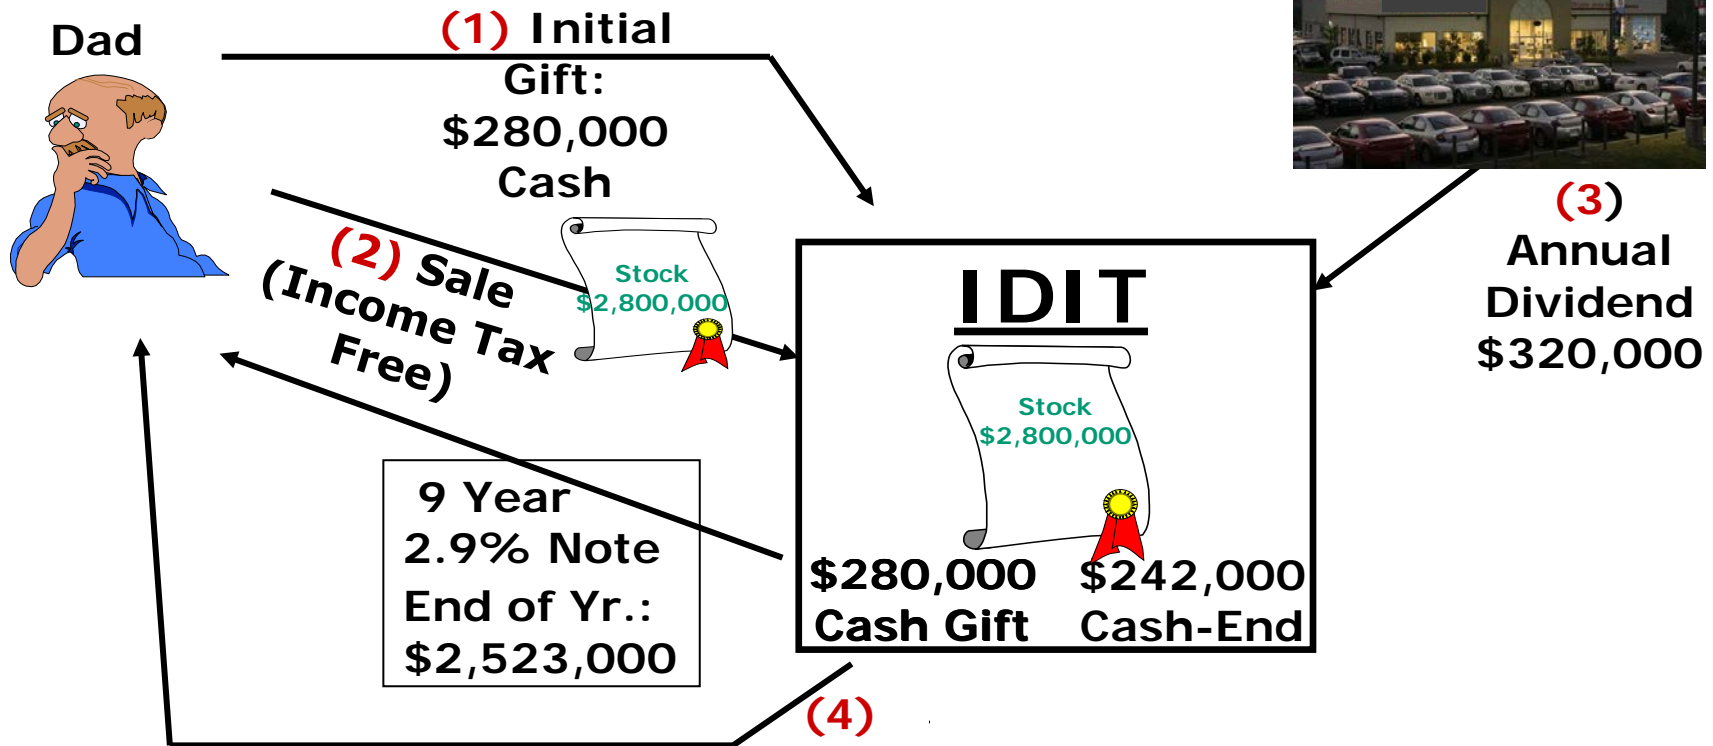 Dad
(1) Initial
Gift:
$280,000
Cash
(2) Sale
(Income Tax
Free)
Stock
$2,800,000
(3)
Annual
Dividend
$320,000
IDIT
Stock
$2,800,000
$280,000
Cash Gift
$242,000
Cash-End
9 Year
2.9% Note
End of Yr.:
$2,523,000
(4)